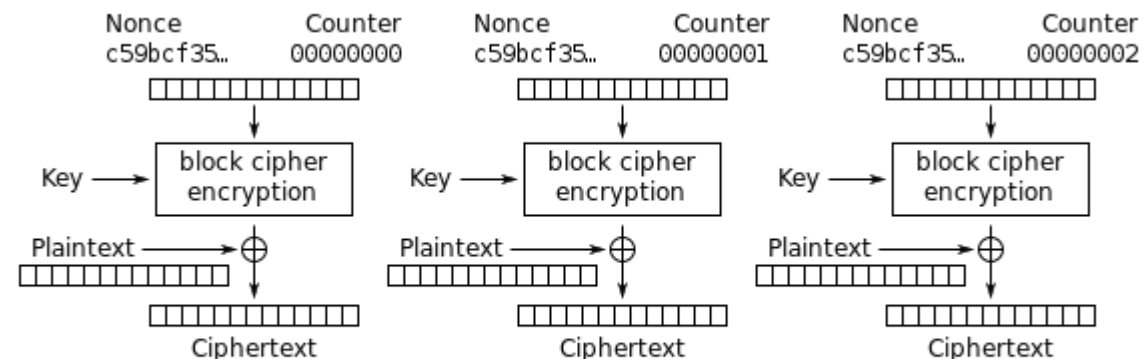 Nonce Counter Nonce Counter Nonce Counter
c59bcf35… 00000000 c59bcf35… 00000001 c59bcf35… 00000002
Key block cipher encryption Key block cipher encryption Key block cipher encryption
Plaintext Plaintext Plaintext
Ciphertext Ciphertext Ciphertext